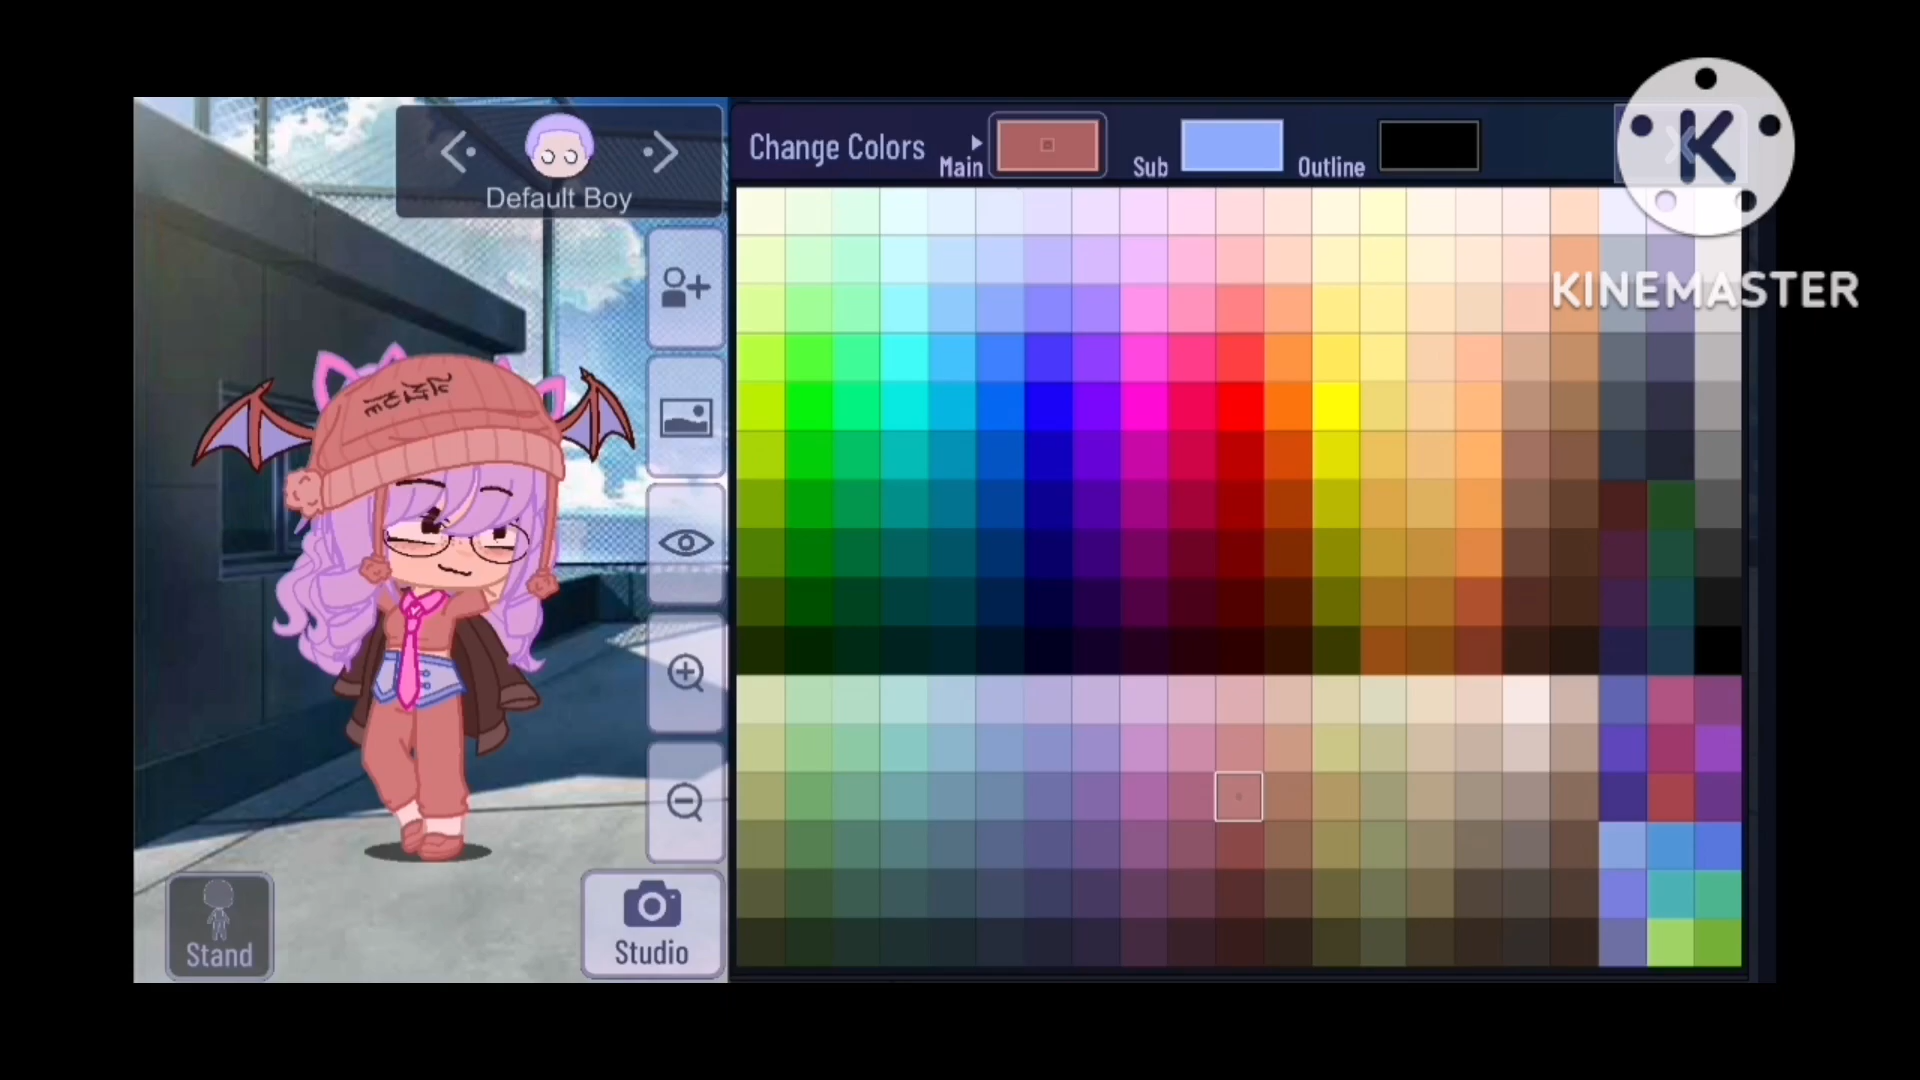 Default Boy
Change Colors
Main
Sub
Outline
K
KINEMASTER
Stand
Studio